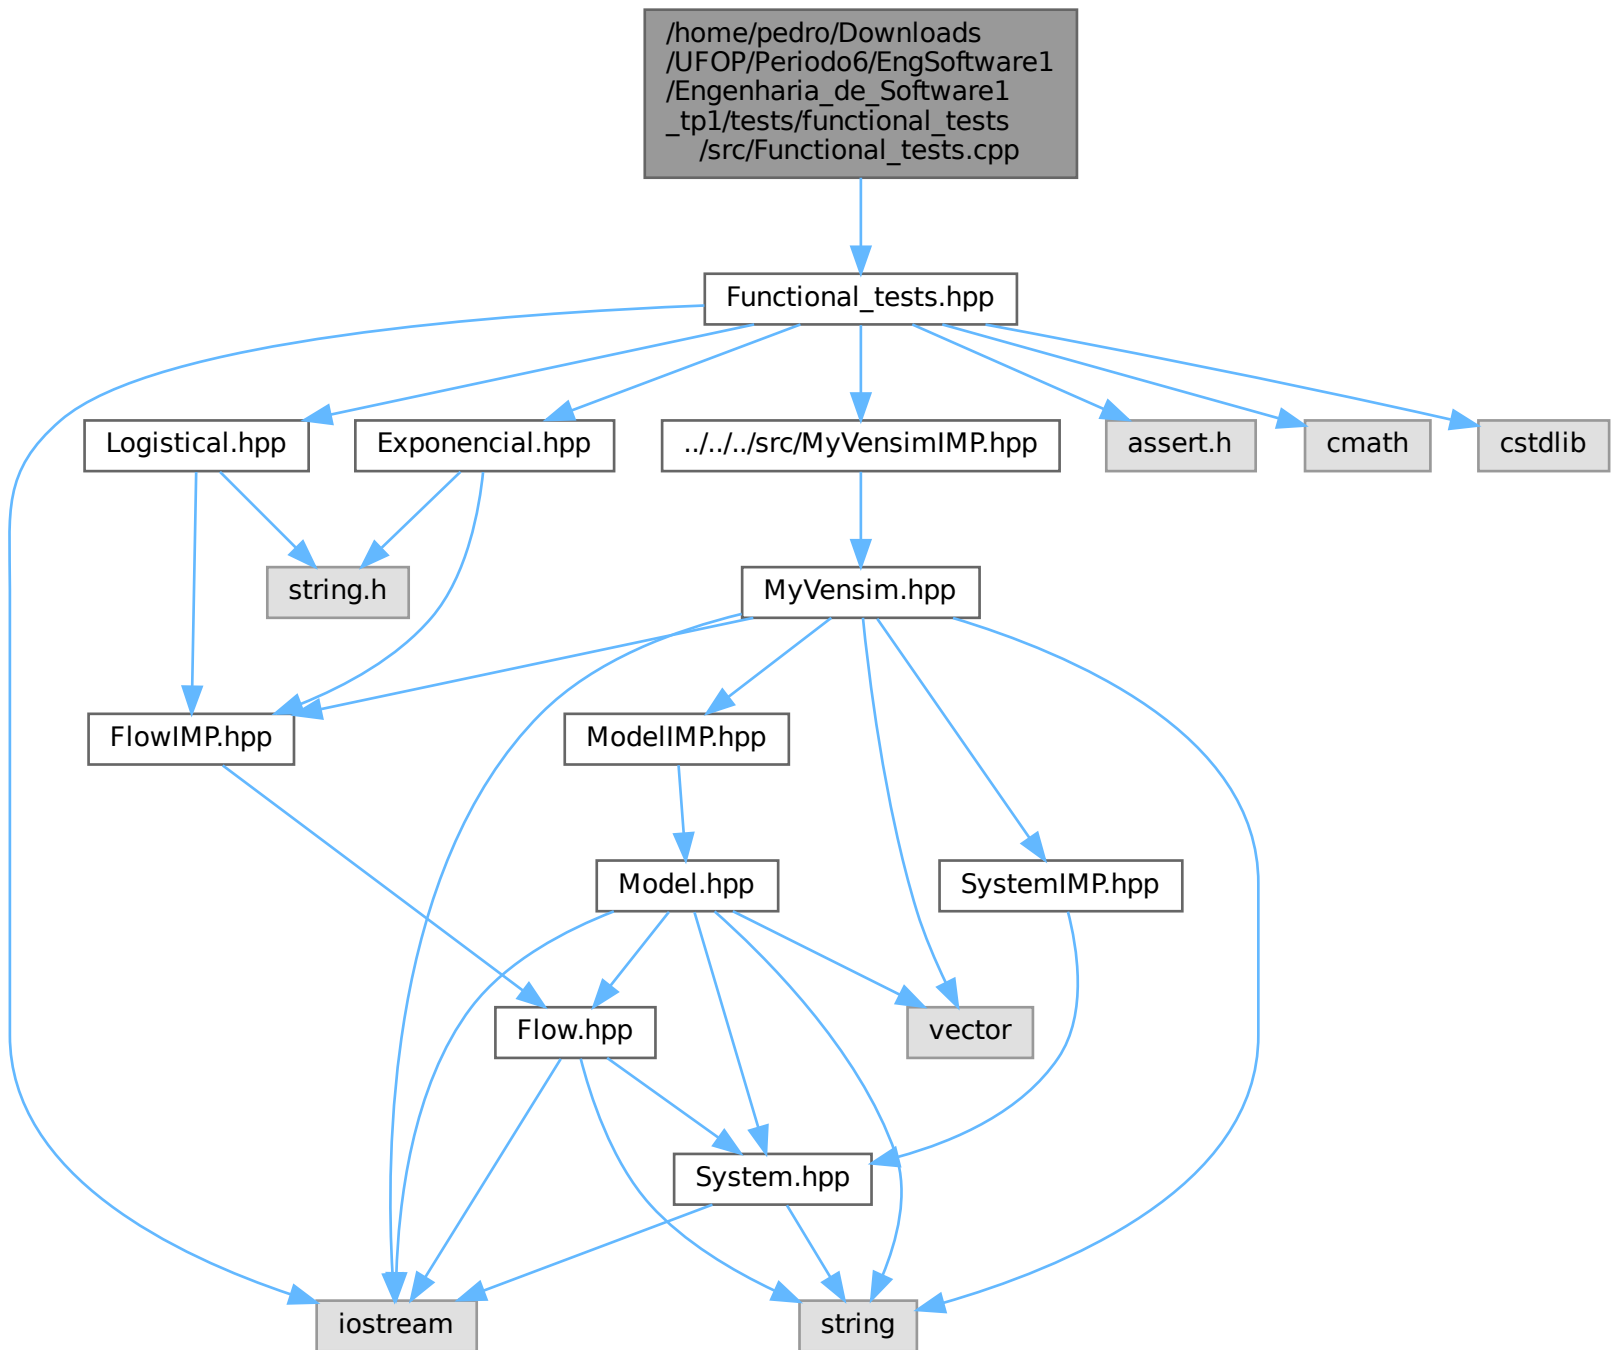 /home/pedro/Downloads
/UFOP/Periodo6/EngSoftware1
/Engenharia_de_Software1
_tp1/tests/functional_tests
/src/Functional_tests.cpp
Functional_tests.hpp
Logistical.hpp
Exponencial.hpp
../../../src/MyVensimIMP.hpp
assert.h
cmath
cstdlib
string.h
MyVensim.hpp
FlowIMP.hpp
ModelIMP.hpp
Model.hpp
SystemIMP.hpp
Flow.hpp
vector
System.hpp
iostream
string